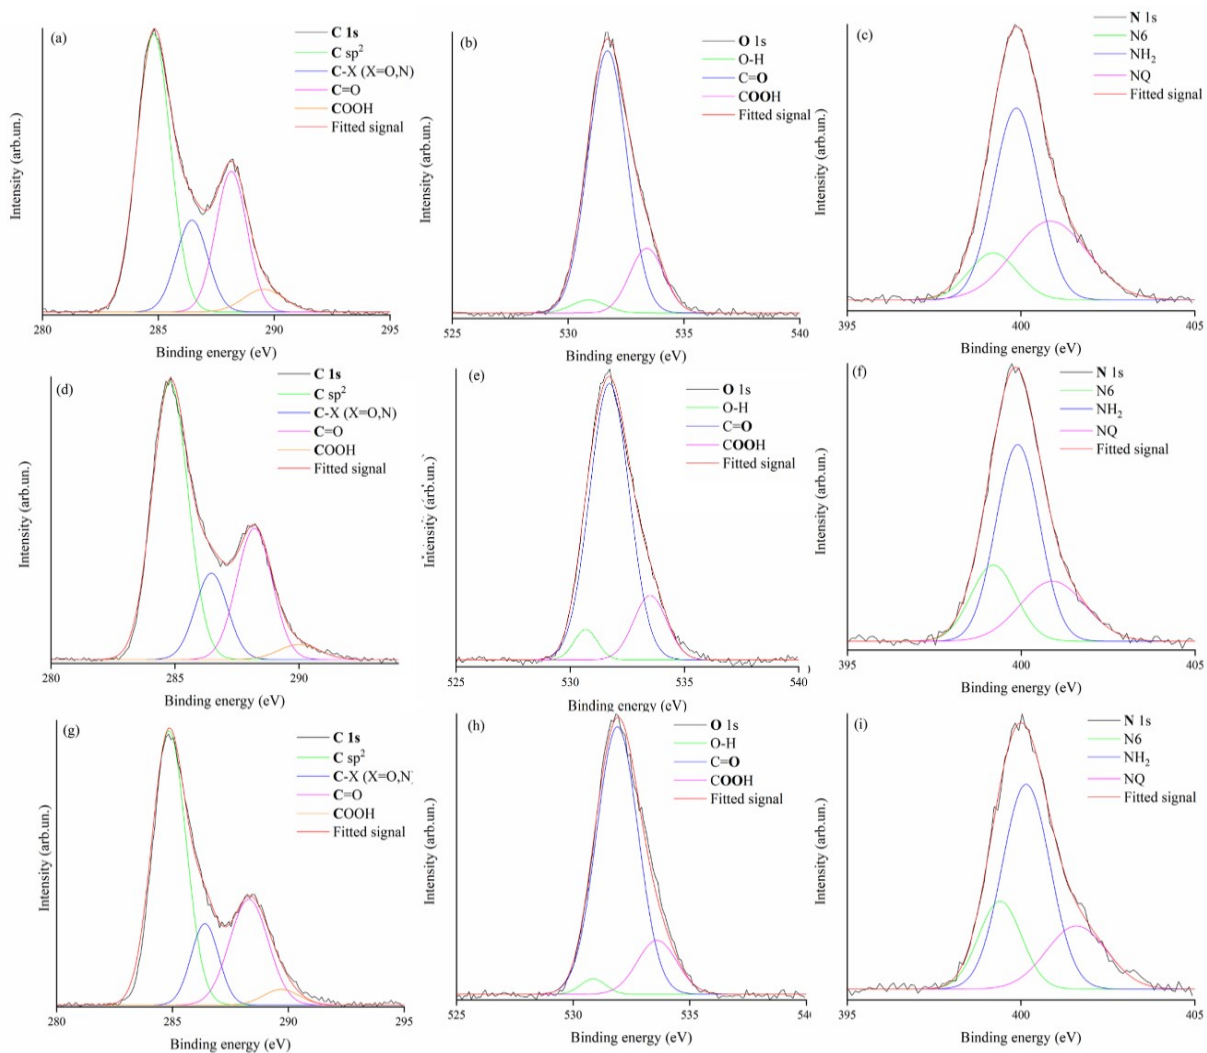 (a)
C 1s
C sp²
C-X (X=O,N)
C=O
COOH
Fitted signal
Intensity (arb.un.)
280 285 290 295
Binding energy (eV)
(b)
O 1s
O-H
C=O
COOH
Fitted signal
Intensity (arb.un.)
525 530 535 540
Binding energy (eV)
(c)
N 1s
N6
NH₂
NQ
Fitted signal
Intensity (arb.un.)
395 400 405
Binding energy (eV)
(d)
C 1s
C sp²
C-X (X=O,N)
C=O
COOH
Fitted signal
Intensity (arb.un.)
280 285 290
Binding energy (eV)
(e)
O 1s
O-H
C=O
COOH
Fitted signal
Intensity (arb.un.)
525 530 535 540
Binding energy (eV)
(f)
N 1s
N6
NH₂
NQ
Fitted signal
Intensity (arb.un.)
395 400 405
Binding energy (eV)
(g)
C 1s
C sp²
C-X (X=O,N)
C=O
COOH
Fitted signal
Intensity (arb.un.)
280 285 290 295
Binding energy (eV)
(h)
O 1s
O-H
C=O
COOH
Fitted signal
Intensity (arb.un.)
525 530 535 540
Binding energy (eV)
(i)
N 1s
N6
NH₂
NQ
Fitted signal
Intensity (arb.un.)
395 400 405
Binding energy (eV)